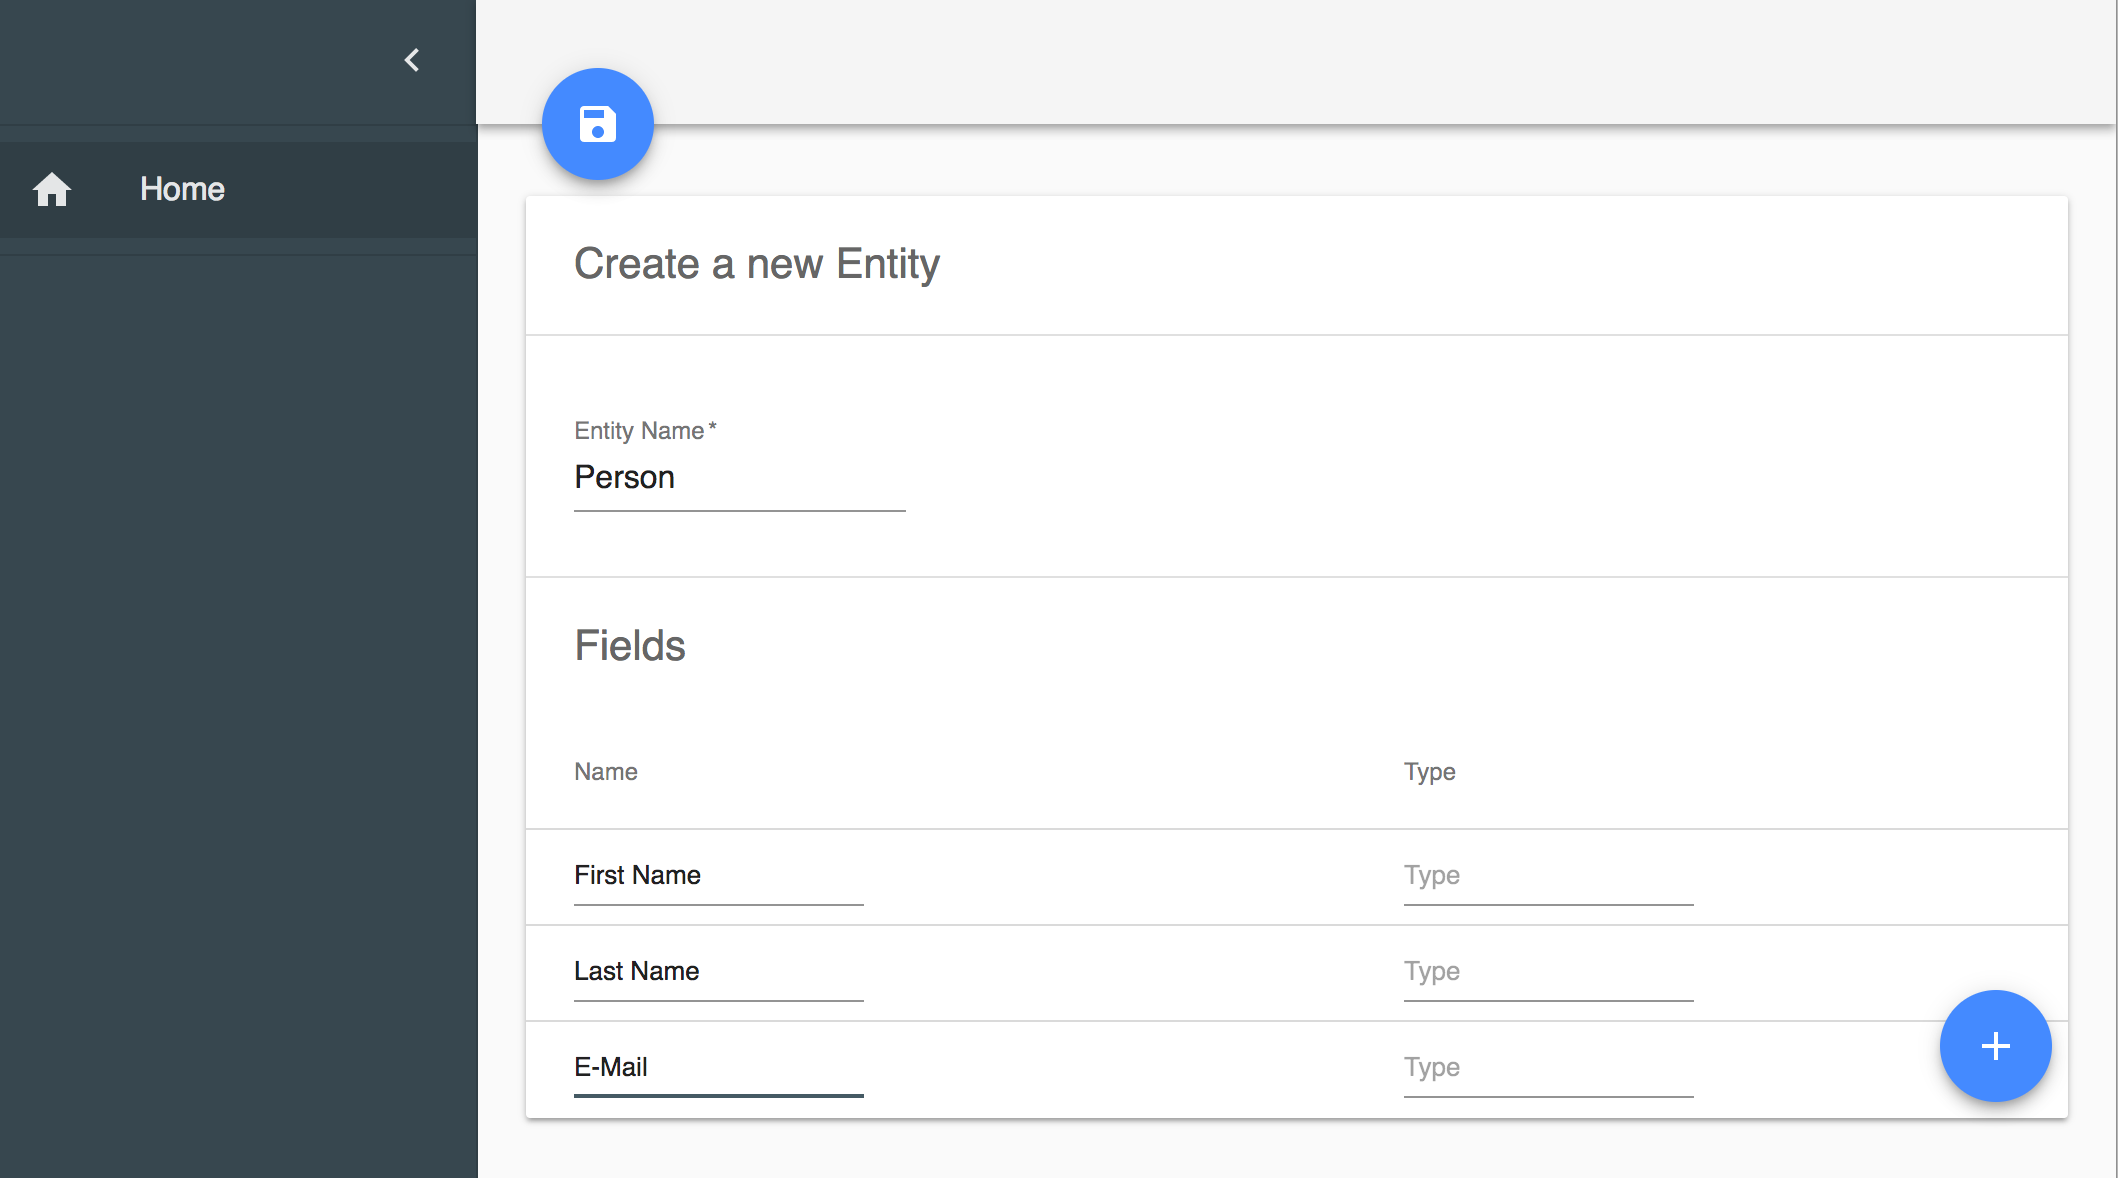 Home
Create a new Entity
Entity Name*
Person
Fields
Name Type
First Name Type
Last Name Type
E-Mail Type